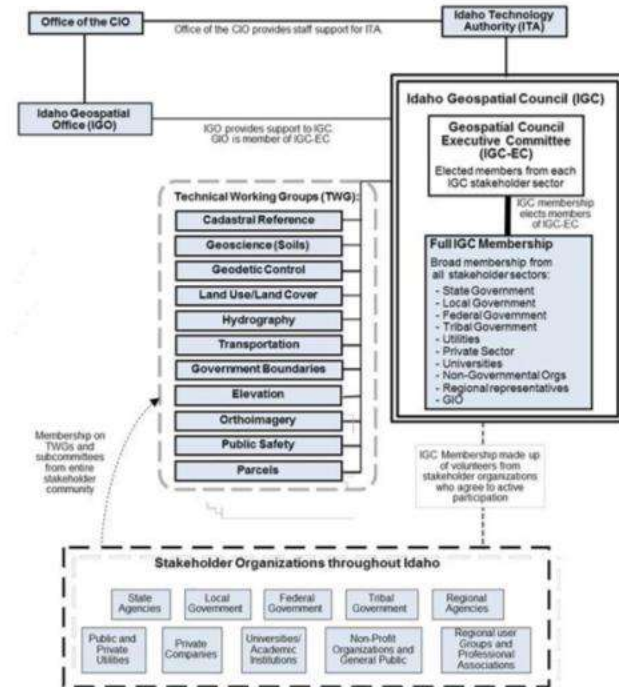 Office of the CIO
Office of the CIO provides staff support for ITA.
Idaho Technology
Authority (ITA)
Idaho Geospatial
Office (IGO)
IGO provides support to IGC.
GIO is member of IGC-EC
Idaho Geospatial Council (IGC)
Geospatial Council
Executive Committee
(IGC-EC)
Elected members from each
IGC stakeholder sector
IGC membership
elects members
of IGC-EC
Full IGC Membership
Broad membership from
all stakeholder sectors:
- State Government
- Local Government
- Federal Government
- Tribal Government
- Utilities
- Private Sector
- Universities
- Non-Governmental Orgs
- Regional representatives
- GIO
Technical Working Groups (TWG):
Cadastral Reference
Geoscience (Soils)
Geodetic Control
Land Use/Land Cover
Hydrography
Transportation
Government Boundaries
Elevation
Orthoimagery
Public Safety
Parcels
Membership on
TWGs and
subcommittees
from entire
stakeholder
community
IGC Membership made up
of volunteers from
stakeholder organizations
who agree to active
participation
Stakeholder Organizations throughout Idaho
State
Agencies
Local
Government
Federal
Government
Tribal
Government
Regional
Agencies
Public and
Private
Utilities
Private
Companies
Universities/
Academic
Institutions
Non-Profit
Organizations and
General Public
Regional user
Groups and
Professional
Associations